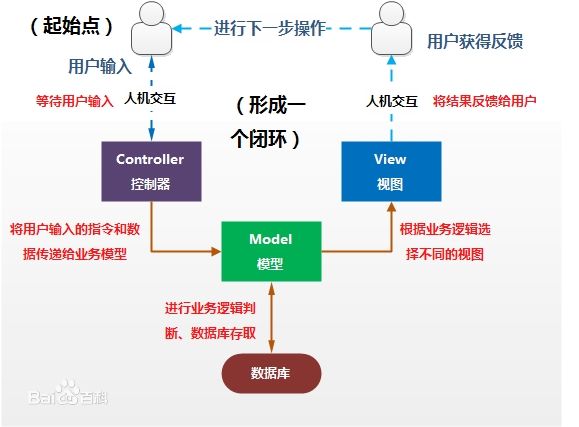 （起始点）
进行下一步操作
用户输入
用户获得反馈
等待用户输入
人机交互
（形成一
个闭环）
人机交互
将结果反馈给用户
Controller
控制器
View
视图
将用户输入的指令和数
据传递给业务模型
Model
模型
根据业务逻辑选
择不同的视图
进行业务逻辑判
断、数据库存取
数据库
Bai百科